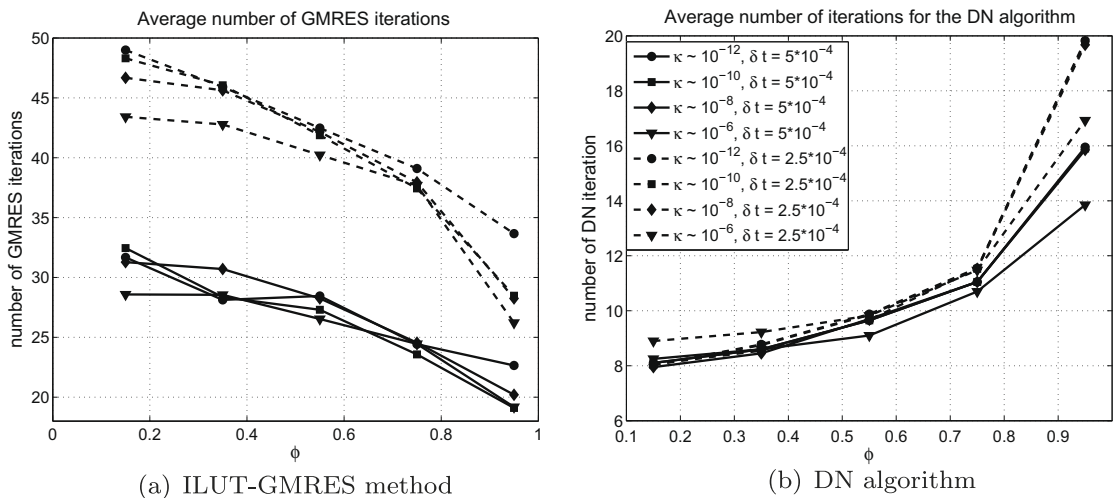 Average number of GMRES iterations
number of GMRES iterations
50
45
40
35
30
25
20
0
0.2
0.4
0.6
0.8
1
ϕ
(a) ILUT-GMRES method
Average number of iterations for the DN algorithm
number of DN iteration
20
18
16
14
12
10
8
6
κ ~ 10⁻¹², δ t = 5*10⁻⁴
κ ~ 10⁻¹⁰, δ t = 5*10⁻⁴
κ ~ 10⁻⁸, δ t = 5*10⁻⁴
κ ~ 10⁻⁶, δ t = 5*10⁻⁴
κ ~ 10⁻¹², δ t = 2.5*10⁻⁴
κ ~ 10⁻¹⁰, δ t = 2.5*10⁻⁴
κ ~ 10⁻⁸, δ t = 2.5*10⁻⁴
κ ~ 10⁻⁶, δ t = 2.5*10⁻⁴
0.1
0.2
0.3
0.4
0.5
0.6
0.7
0.8
0.9
ϕ
(b) DN algorithm